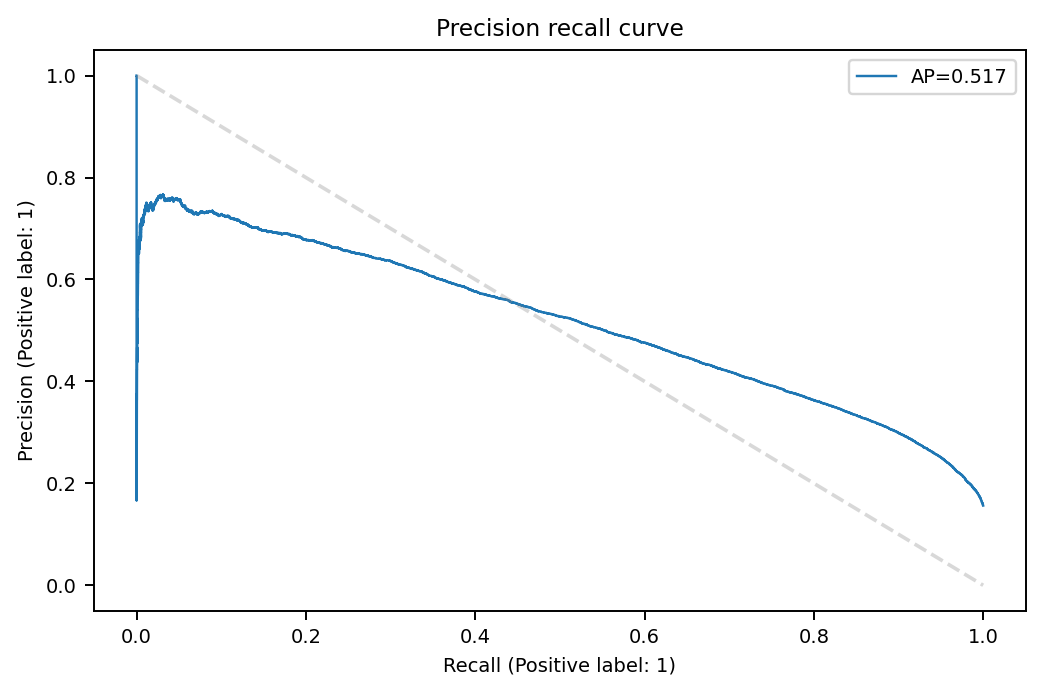 Precision recall curve
AP=0.517
1.0
0.8
0.6
0.4
0.2
0.0
Precision (Positive label: 1)
0.0 0.2 0.4 0.6 0.8 1.0
Recall (Positive label: 1)